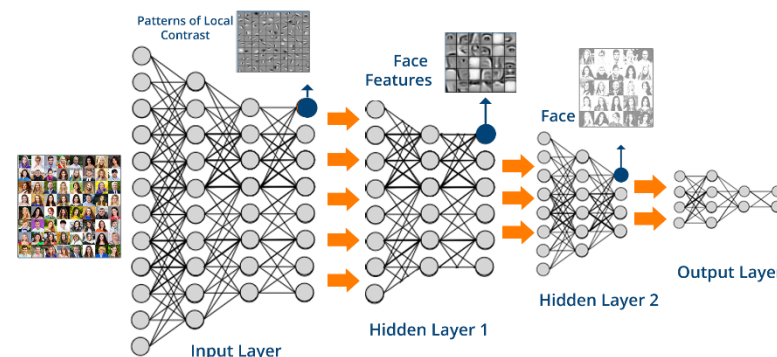 Patterns of Local
Contrast
Face
Features
Face
Input Layer
Hidden Layer 1
Hidden Layer 2
Output Layer